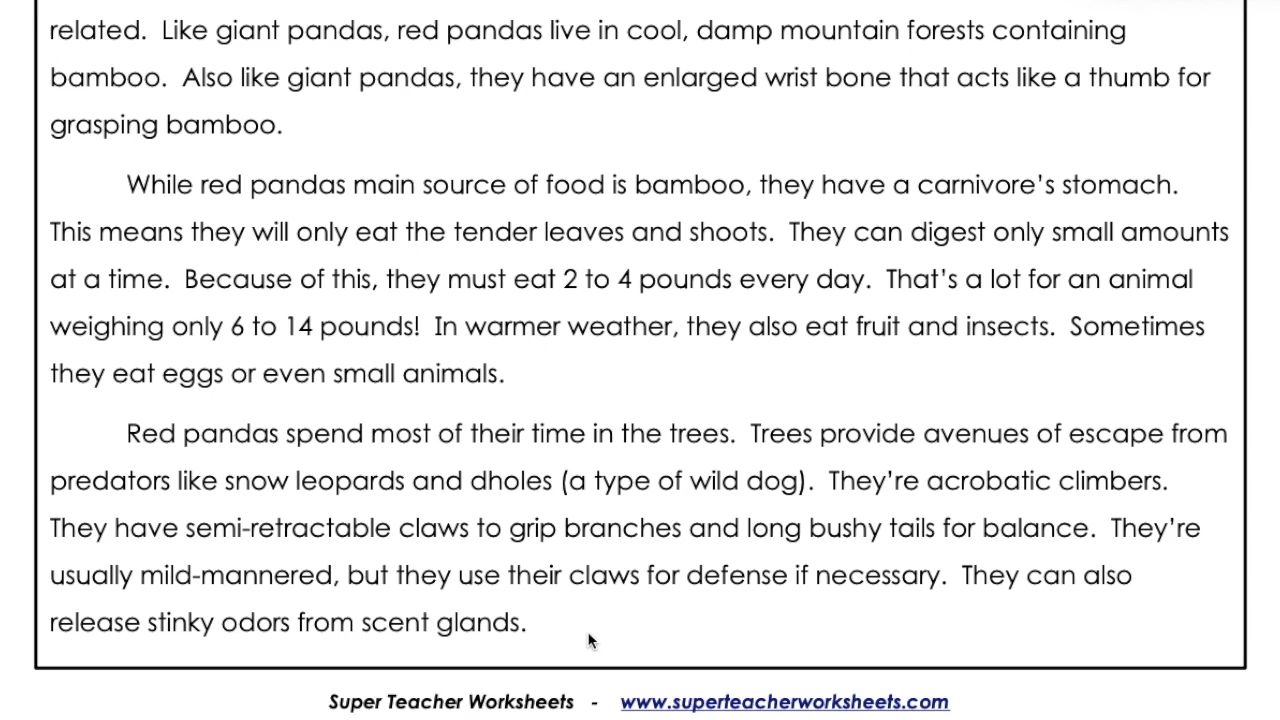 related.  Like giant pandas, red pandas live in cool, damp mountain forests containing
bamboo.  Also like giant pandas, they have an enlarged wrist bone that acts like a thumb for
grasping bamboo.
While red pandas main source of food is bamboo, they have a carnivore’s stomach.
This means they will only eat the tender leaves and shoots.  They can digest only small amounts
at a time.  Because of this, they must eat 2 to 4 pounds every day.  That’s a lot for an animal
weighing only 6 to 14 pounds!  In warmer weather, they also eat fruit and insects.  Sometimes
they eat eggs or even small animals.
Red pandas spend most of their time in the trees.  Trees provide avenues of escape from
predators like snow leopards and dholes (a type of wild dog).  They’re acrobatic climbers.
They have semi-retractable claws to grip branches and long bushy tails for balance.  They’re
usually mild-mannered, but they use their claws for defense if necessary.  They can also
release stinky odors from scent glands.
Super Teacher Worksheets   -   www.superteacherworksheets.com